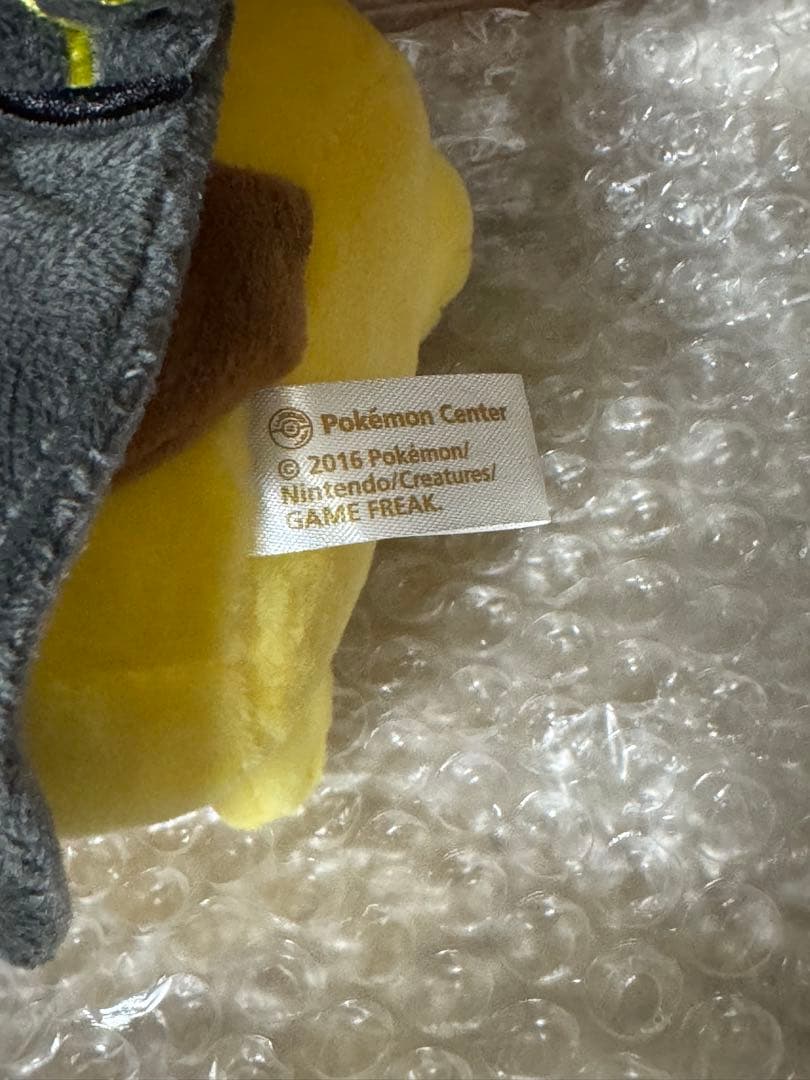 Pokémon Center
© 2016 Pokémon/
Nintendo/Creatures/
GAME FREAK.